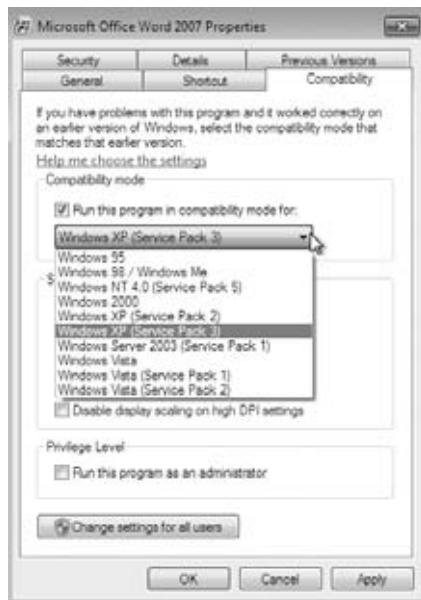 Microsoft Office Word 2007 Properties
Security Details Previous Versions
General Shortcut Compatibility
If you have problems with this program and it worked correctly on
an earlier version of Windows, select the compatibility mode that
matches that earlier version.
Help me choose the settings
Compatibility mode
Run this program in compatibility mode for:
Windows XP (Service Pack 3)
Windows 95
Windows 98 / Windows Me
Windows NT 4.0 (Service Pack 5)
Windows 2000
Windows XP (Service Pack 2)
Windows XP (Service Pack 3)
Windows Server 2003 (Service Pack 1)
Windows Vista
Windows Vista (Service Pack 1)
Windows Vista (Service Pack 2)
Disable display scaling on high DPI settings
Privilege Level
Run this program as an administrator
Change settings for all users
OK Cancel Apply